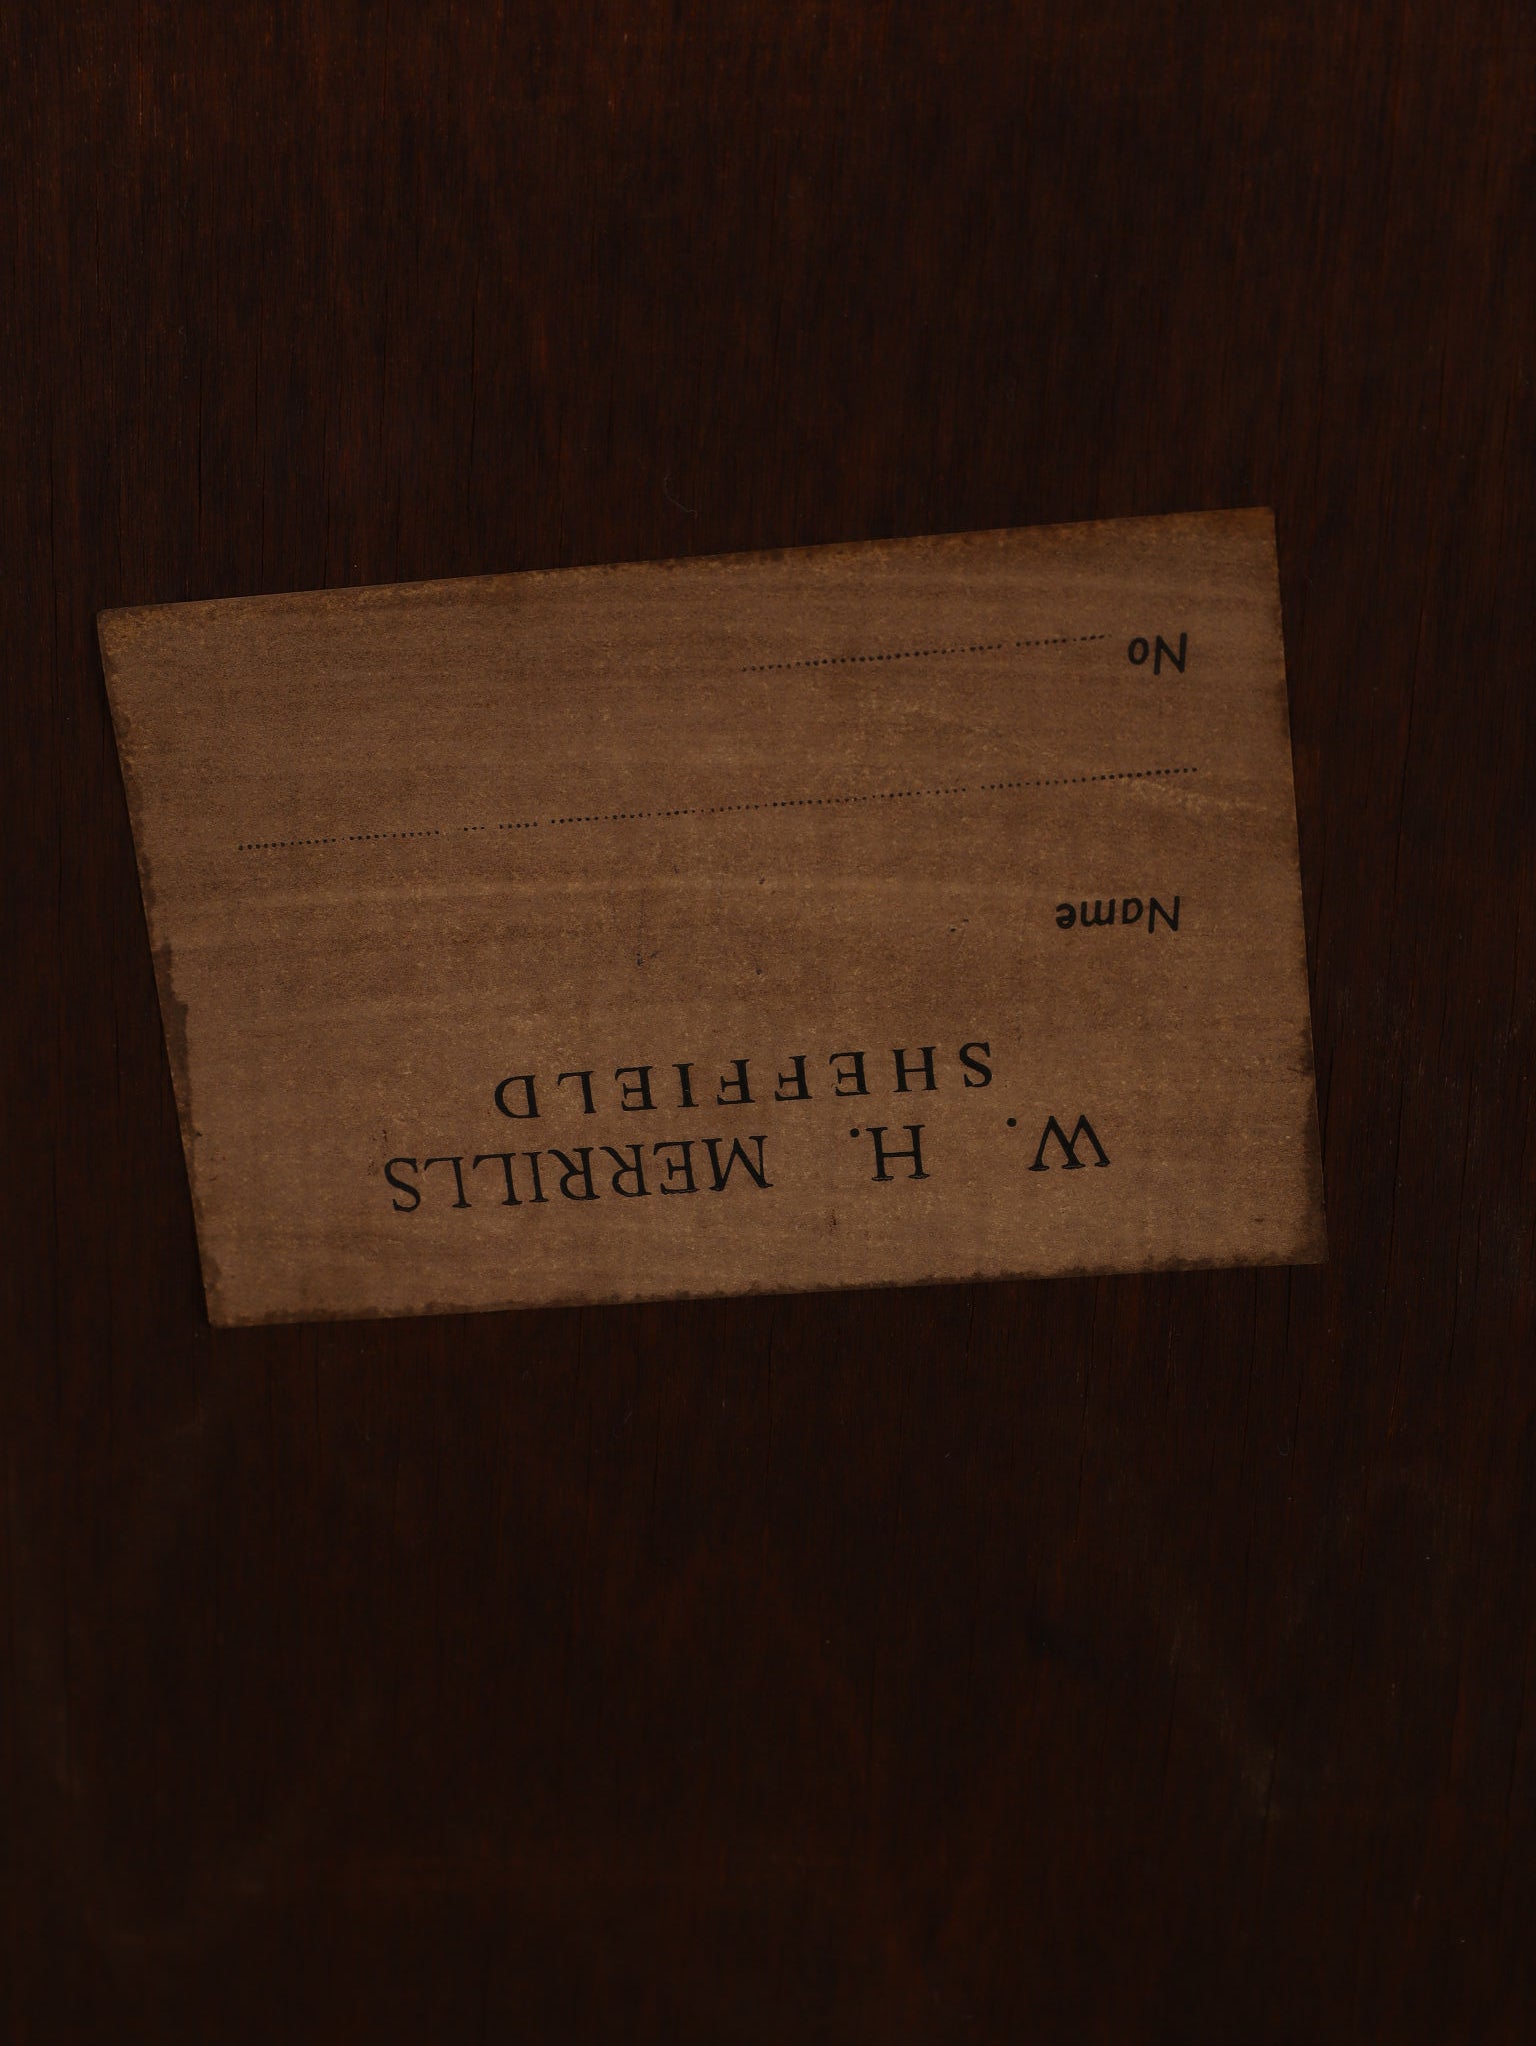 W. H. MERRILLS
SHEFFIELD
Name
No